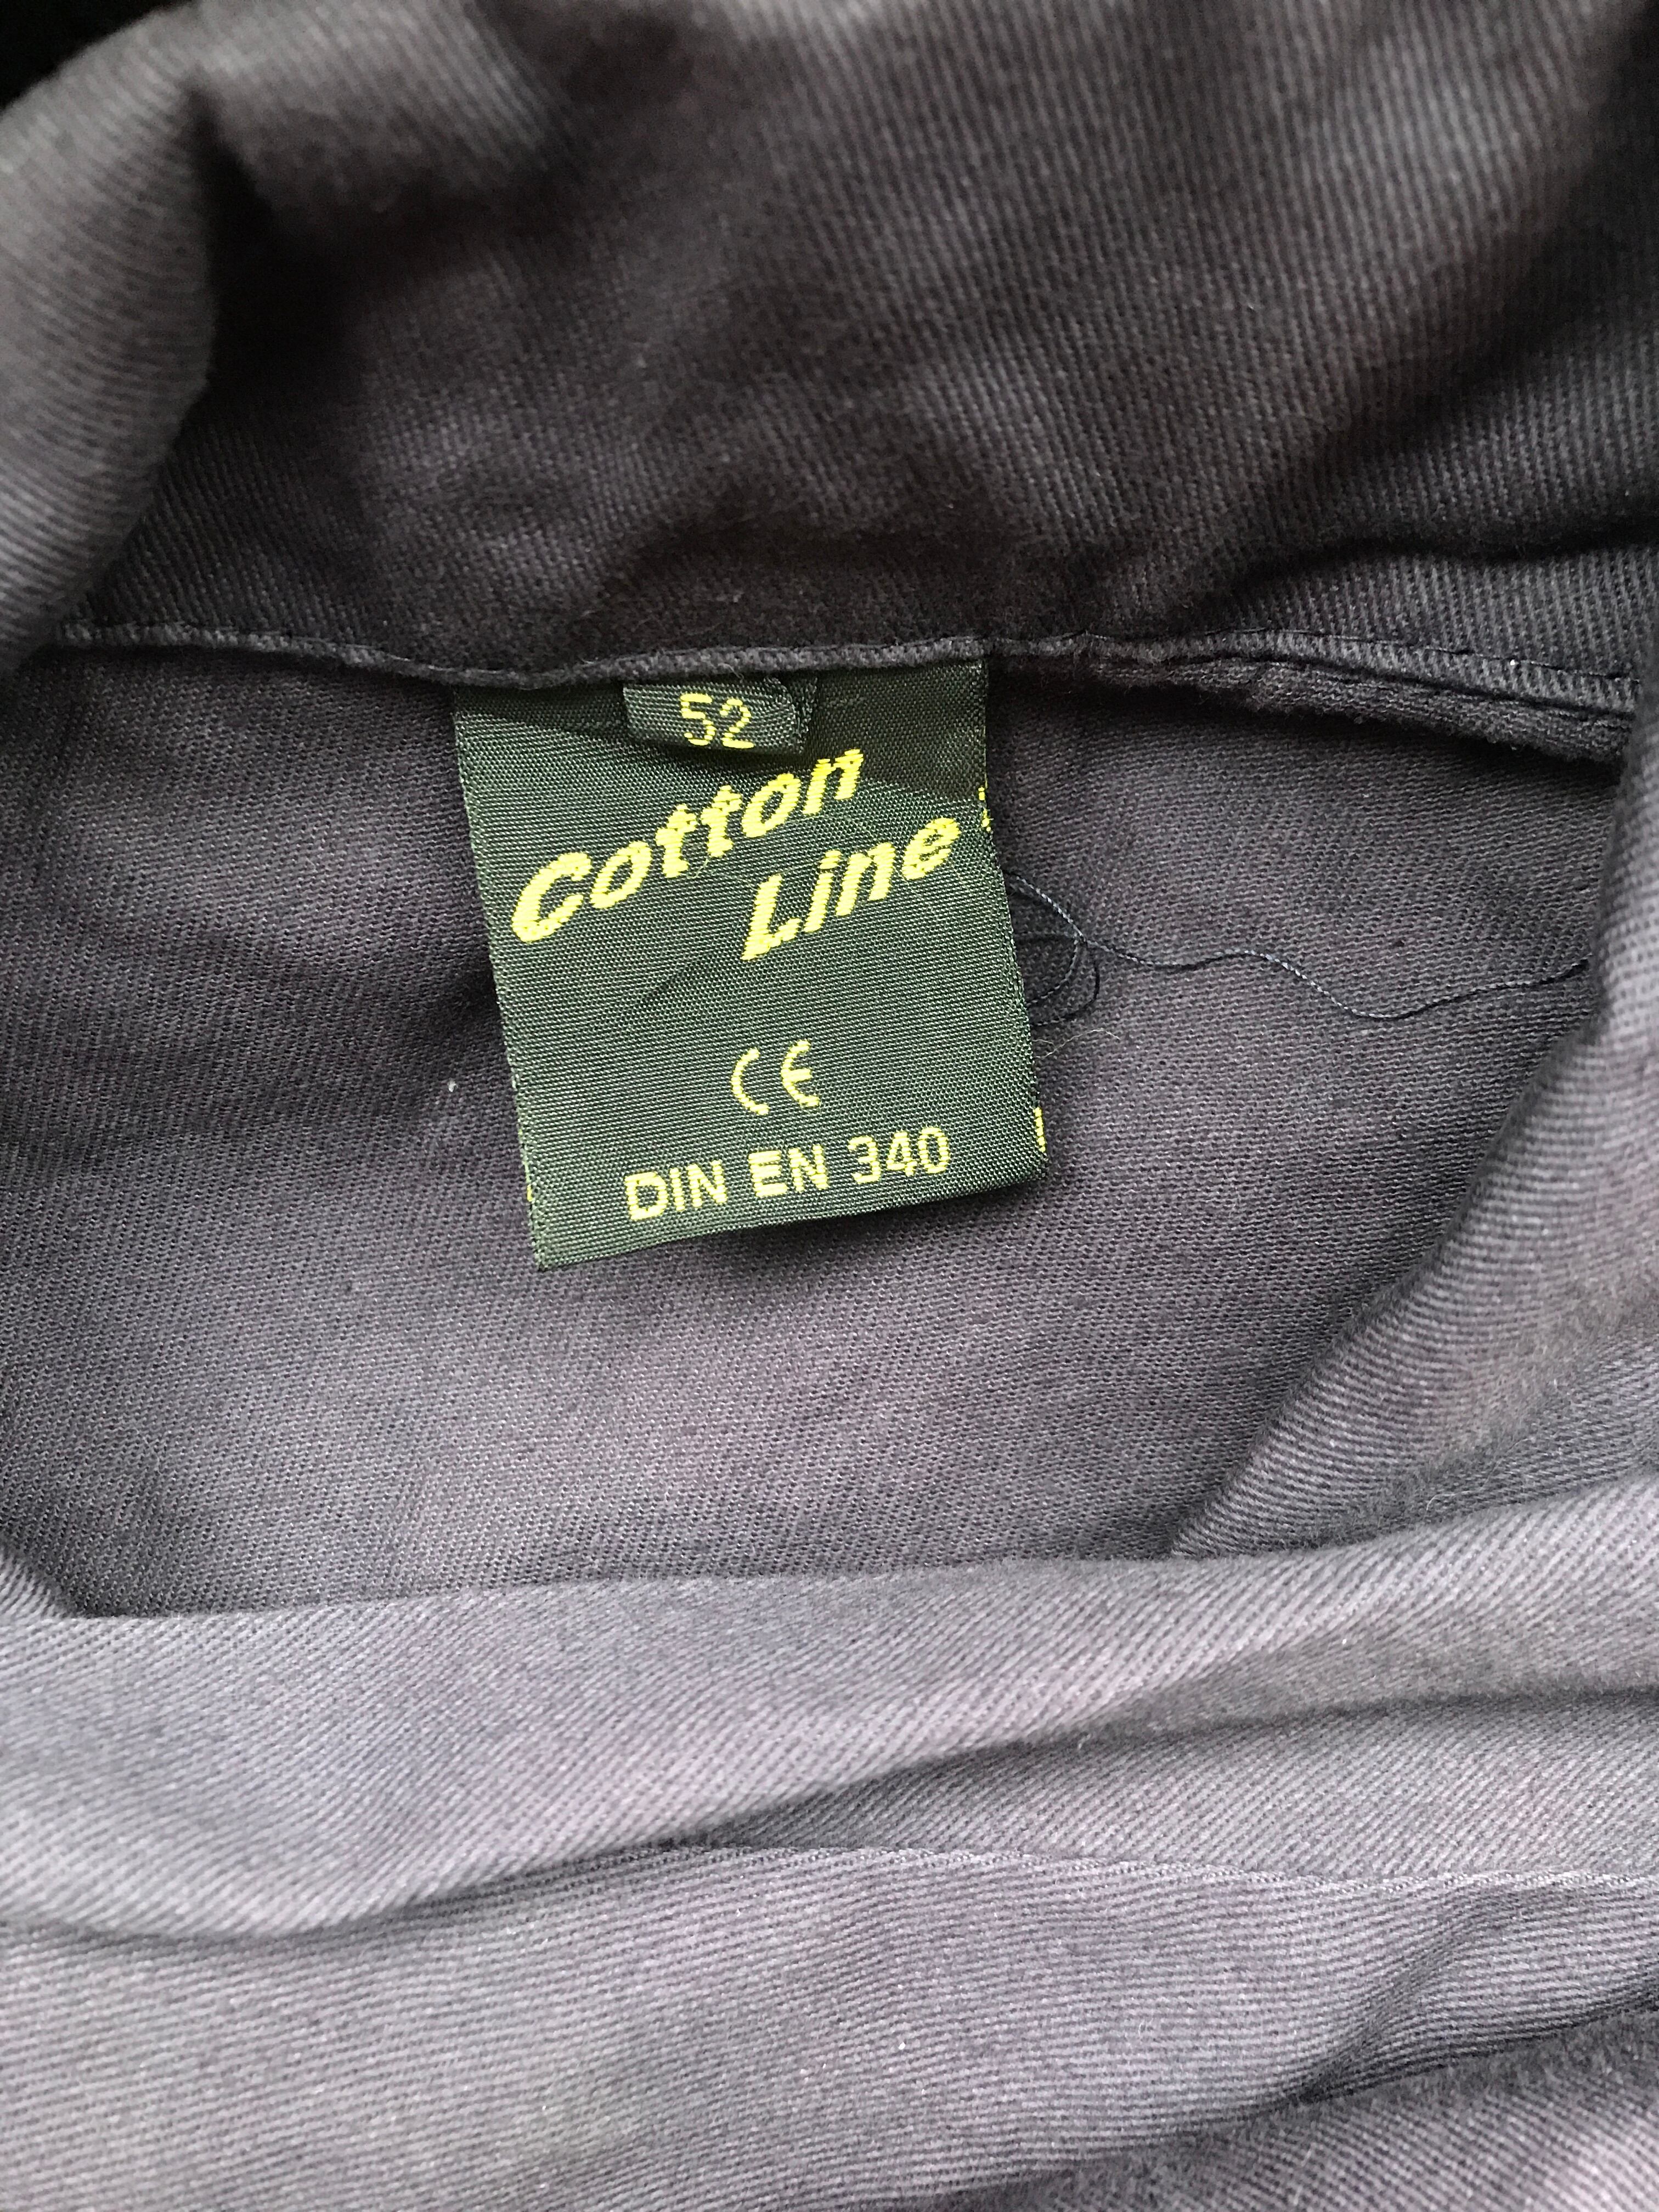 52
Cotton
Line
CE
DIN EN 340